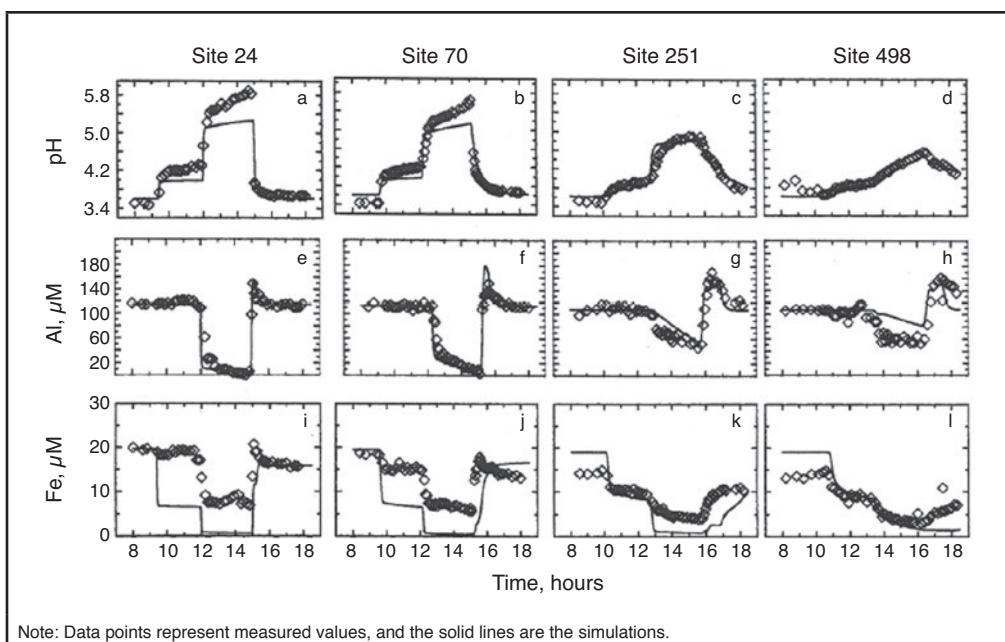 Site 24 Site 70 Site 251 Site 498
pH
5.8
5.0
4.2
3.4
a b c d
Al, µM
180
140
100
60
20
e f g h
Fe, µM
30
20
10
0
i j k l
8 10 12 14 16 18 8 10 12 14 16 18 8 10 12 14 16 18 8 10 12 14 16 18
Time, hours
Note: Data points represent measured values, and the solid lines are the simulations.